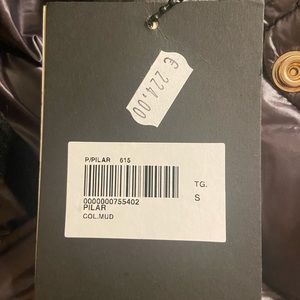 € 224,00
P/PILAR 615
TG.
0000000755402
S
PILAR
COL.MUD